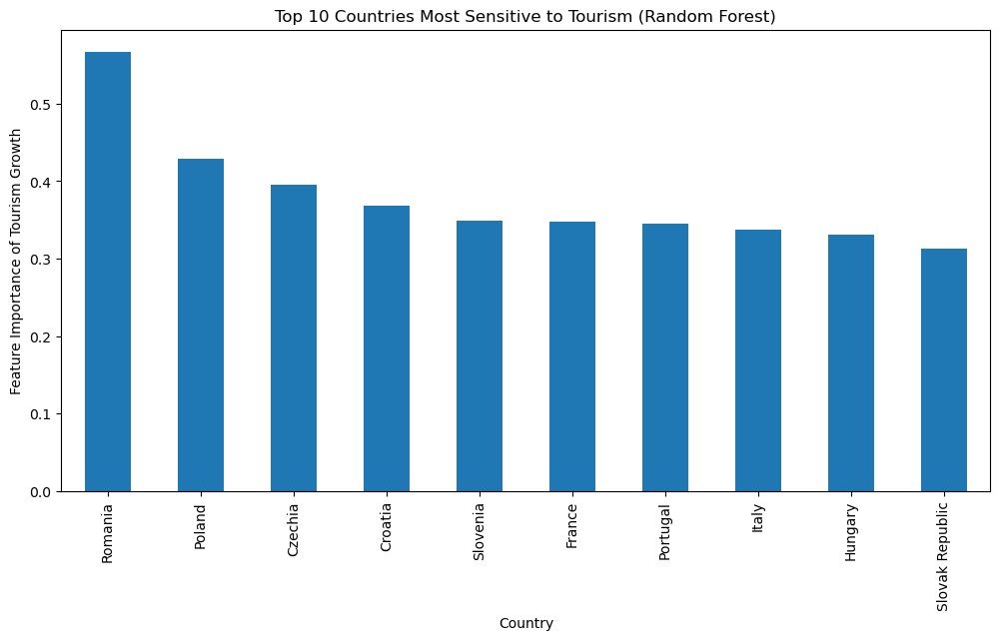 Top 10 Countries Most Sensitive to Tourism (Random Forest)
Feature Importance of Tourism Growth
0.5
0.4
0.3
0.2
0.1
0.0
Romania
Poland
Czechia
Croatia
Slovenia
France
Portugal
Italy
Hungary
Slovak Republic
Country